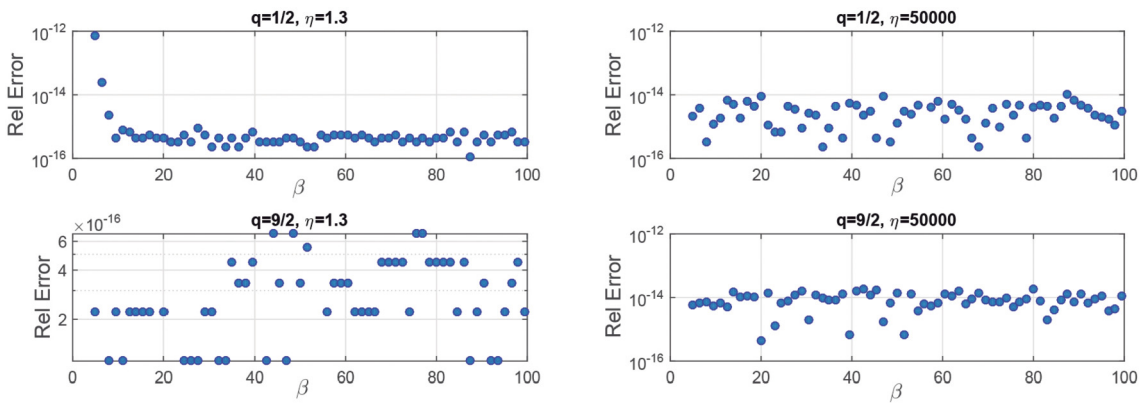 q=1/2, η=1.3
10^-12
10^-14
10^-16
Rel Error
0 20 40 60 80 100
β
q=1/2, η=50000
10^-12
10^-14
10^-16
Rel Error
0 20 40 60 80 100
β
q=9/2, η=1.3
×10^-16
6
4
2
Rel Error
0 20 40 60 80 100
β
q=9/2, η=50000
10^-12
10^-14
10^-16
Rel Error
0 20 40 60 80 100
β